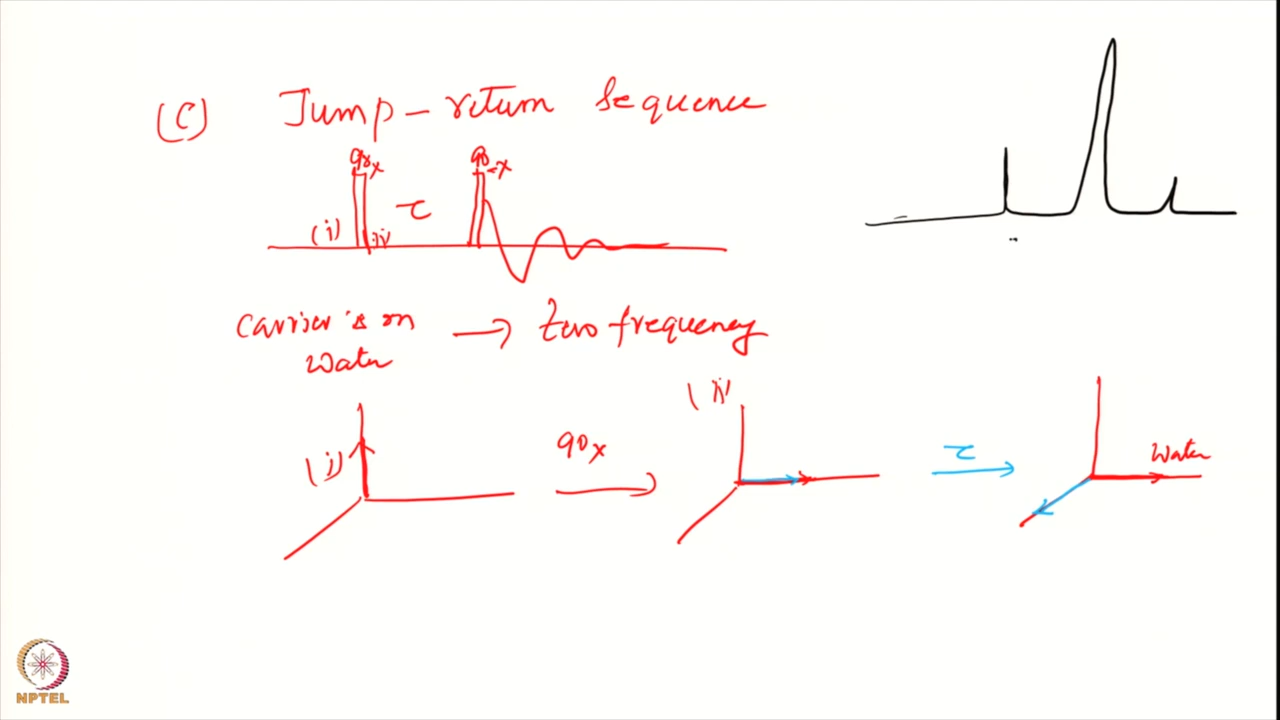 (C) Jump-return Sequence
90x 90-x
(i) (ii) τ
Carrier is on → Zero frequency
Water
(ii)
(i) 90x τ Water
NPTEL